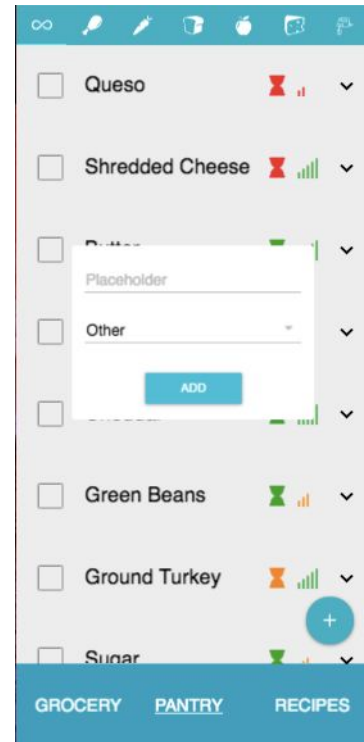 Queso
Shredded Cheese
Placeholder
Other
ADD
Green Beans
Ground Turkey
+
Sugar
GROCERY PANTRY RECIPES